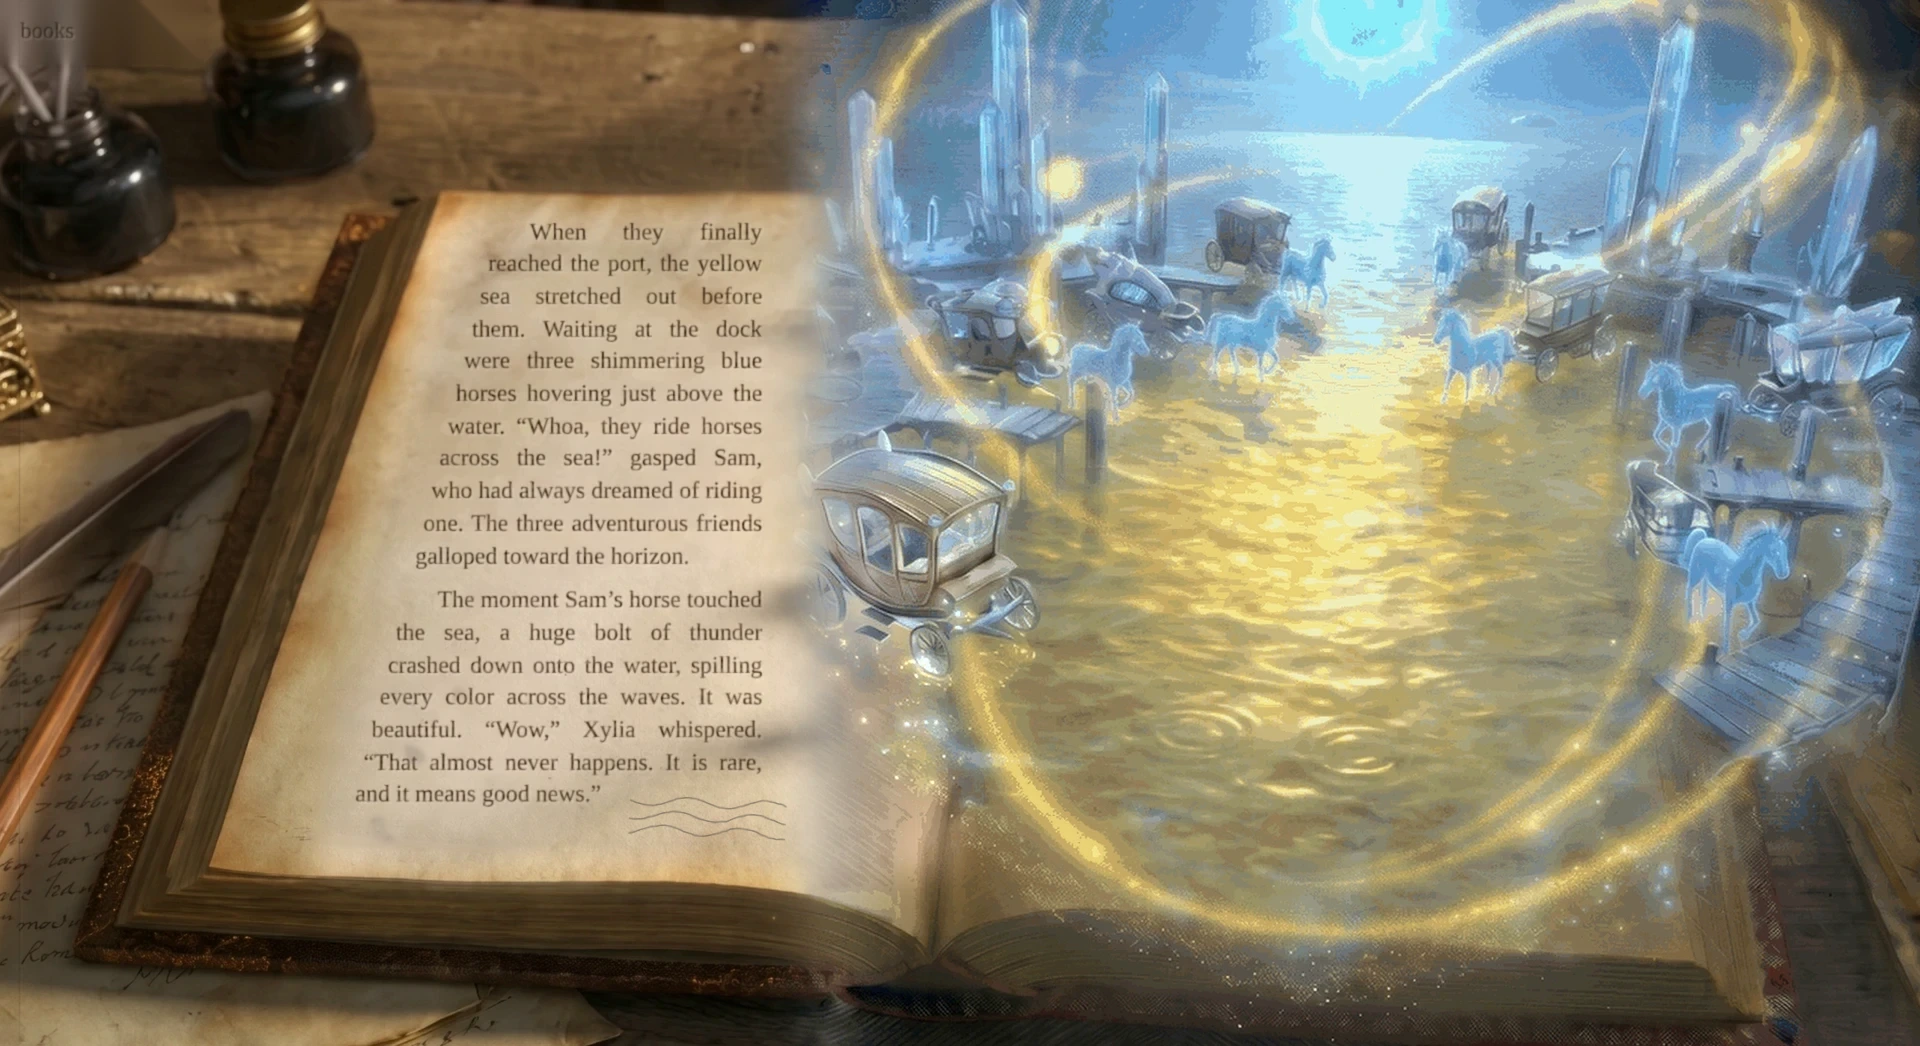 books
When they finally
reached the port, the yellow
sea stretched out before
them. Waiting at the dock
were three shimmering blue
horses hovering just above the
water. “Whoa, they ride horses
across the sea!” gasped Sam,
who had always dreamed of riding
one. The three adventurous friends
galloped toward the horizon.
The moment Sam’s horse touched
the sea, a huge bolt of thunder
crashed down onto the water, spilling
every color across the waves. It was
beautiful. “Wow,” Xylia whispered.
“That almost never happens. It is rare,
and it means good news.”